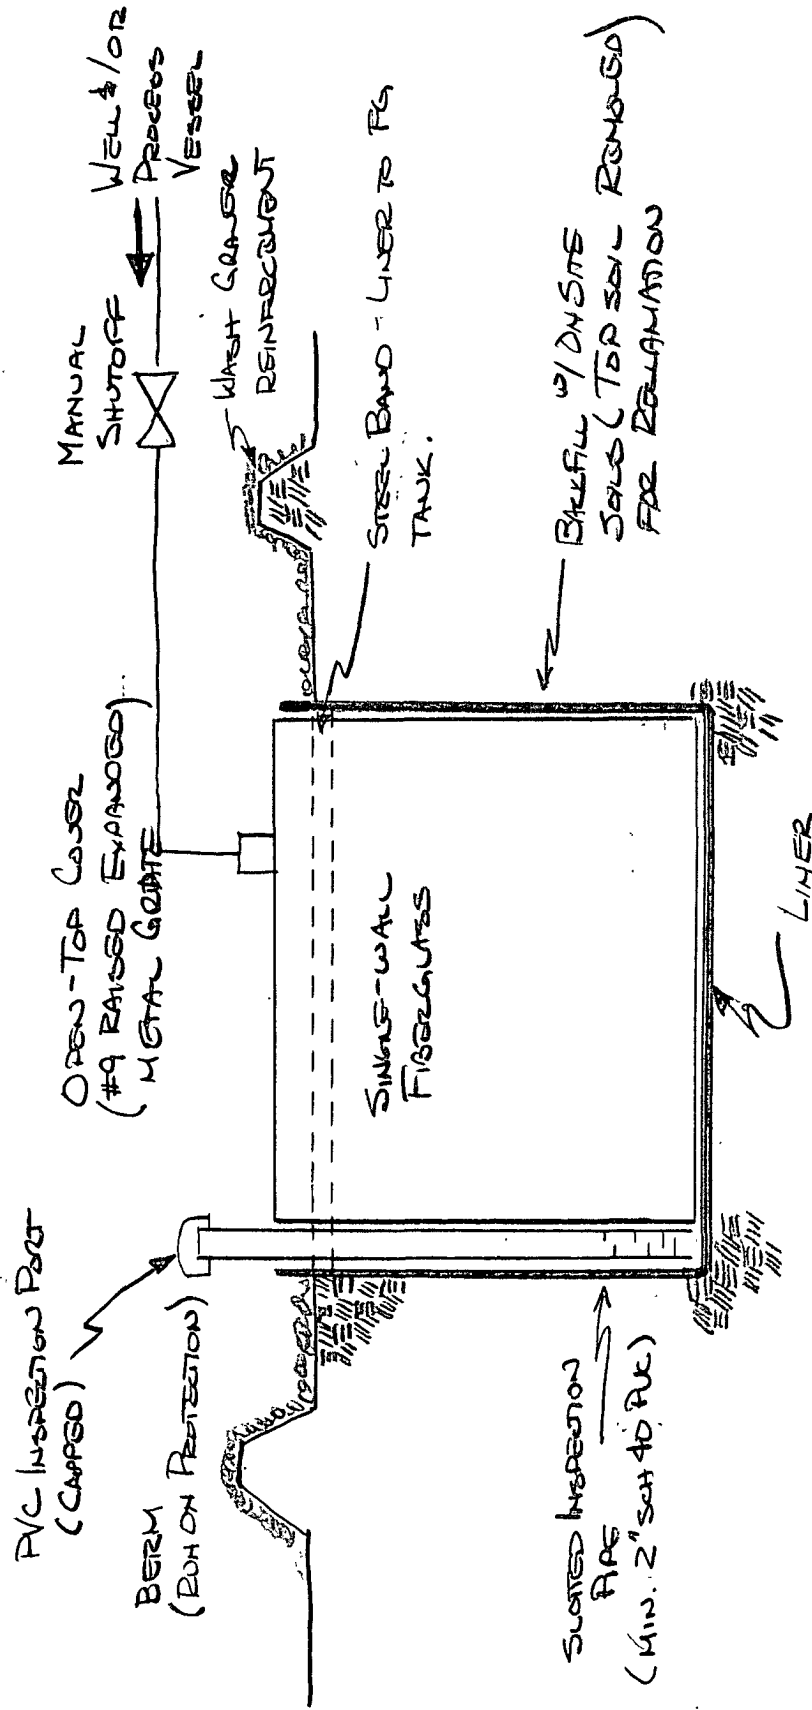 PVC INSPECTION PORT
(CAPPED)
BERM
(RUN ON PROTECTION)
SLOTTED INSPECTION
PIPE
(MIN. 2" SCH 40 PVC)
OPEN-TOP COVER
(#9 RAISED EXPANDED)
METAL GRATE
SINGLE-WALL
FIBERGLASS
LINER
MANUAL
SHUTOFF
WELL &/OR
PROCESS
VESSEL
WASH GRAVEL
REINFORCEMENT
STEEL BAND - LINER TO FG
TANK.
BACKFILL W/ ON SITE
SOILS (TOP SOIL REMOVED)
FOR RECLAMATION